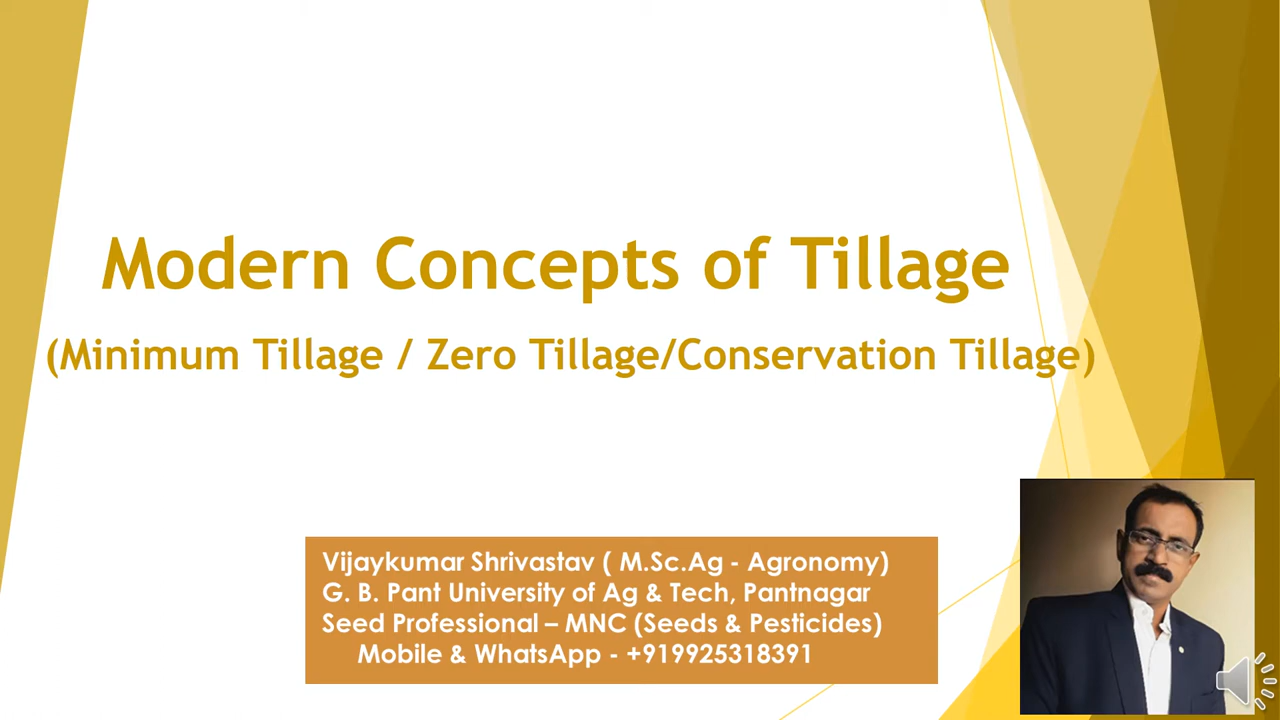 Modern Concepts of Tillage
(Minimum Tillage / Zero Tillage/Conservation Tillage)
Vijaykumar Shrivastav ( M.Sc.Ag - Agronomy)
G. B. Pant University of Ag & Tech, Pantnagar
Seed Professional – MNC (Seeds & Pesticides)
Mobile & WhatsApp - +919925318391